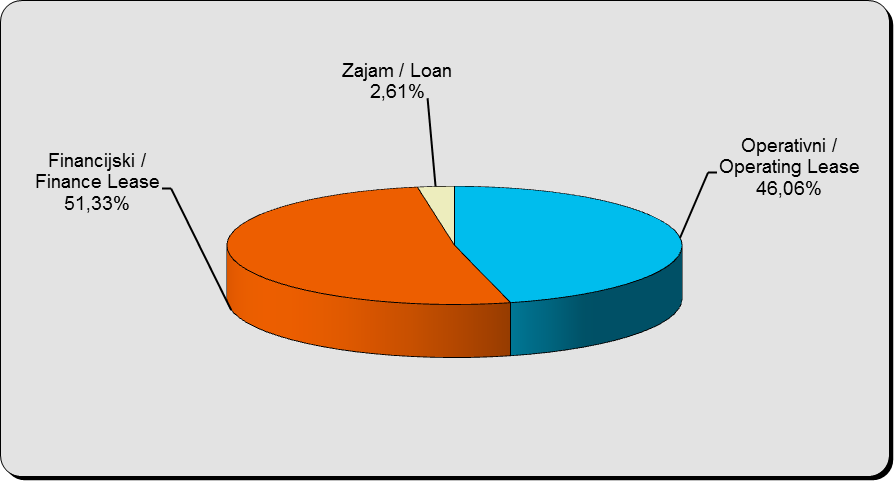 Zajam / Loan
2,61%
Operativni /
Operating Lease
46,06%
Financijski /
Finance Lease
51,33%